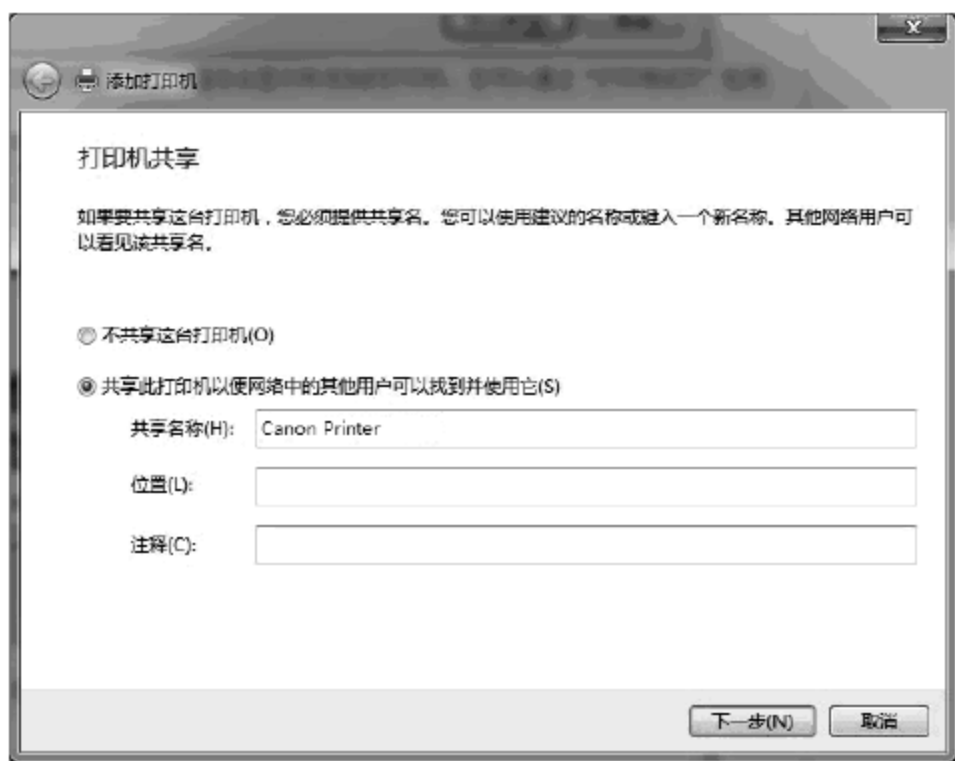 添加打印机
打印机共享
如果要共享这台打印机，您必须提供共享名。您可以使用建议的名称或键入一个新名称。其他网络用户可
以看见该共享名。
不共享这台打印机(O)
共享此打印机以便网络中的其他用户可以找到并使用它(S)
共享名称(H): Canon Printer
位置(L):
注释(C):
下一步(N) 取消